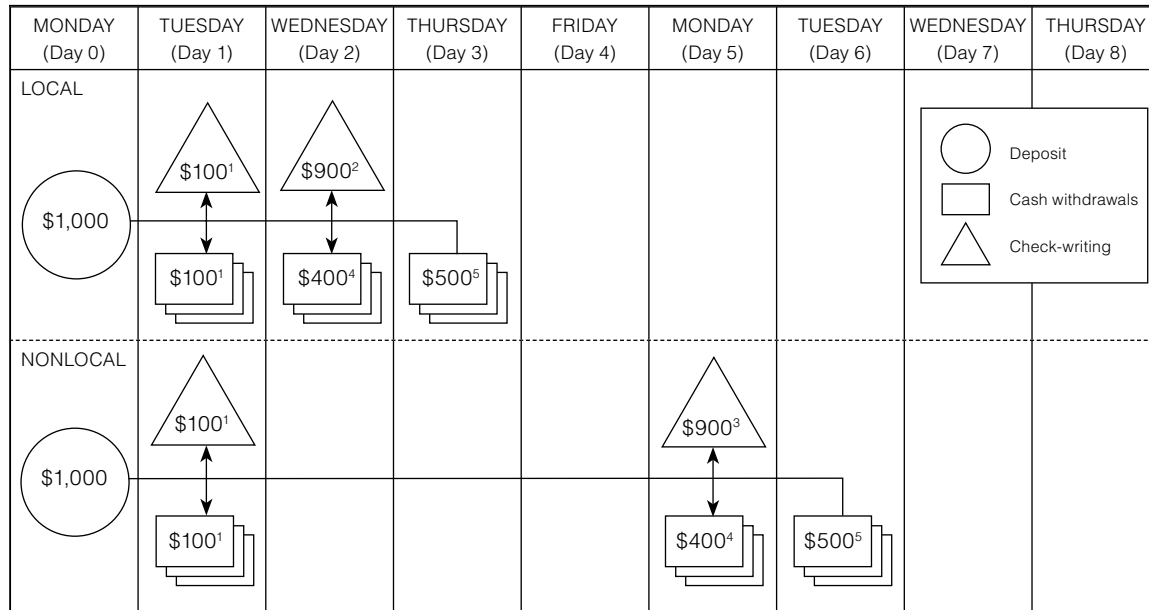 MONDAY TUESDAY WEDNESDAY THURSDAY FRIDAY MONDAY TUESDAY WEDNESDAY THURSDAY
(Day 0) (Day 1) (Day 2) (Day 3) (Day 4) (Day 5) (Day 6) (Day 7) (Day 8)
LOCAL
$100¹ $900²
$1,000
$100¹ $400⁴ $500⁵
Deposit
Cash withdrawals
Check-writing
NONLOCAL
$100¹ $900³
$1,000
$100¹ $400⁴ $500⁵